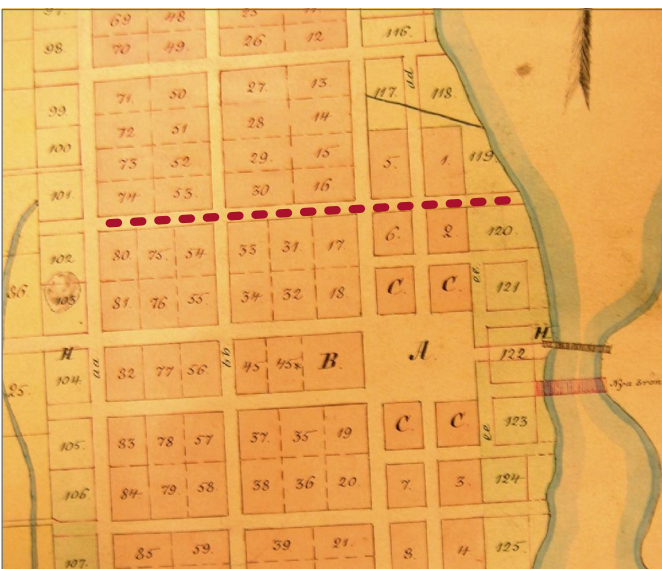 69 48
98. 70 49. 26. 12. 116.
99 71. 50 27. 13. 117. ad. 118.
100 72 51 28 14.
73 52 29. 15 5. 1. 119.
101. 74 53. 30 16
102 80 75. 54 33 31. 17. 6. 2. 120.
86. 103 81. 76 55. 34 32 18. C. C. ee. 121
H H 122
104. aa. 82 77 56 bb. 45 45x B. A
25.
105. 83 78 57 37. 35 19 C C ee. 123
106 84 79 58. 38 36 20. 7. 3. 124
107. 85 59. 39 21. 8. 4. 125.